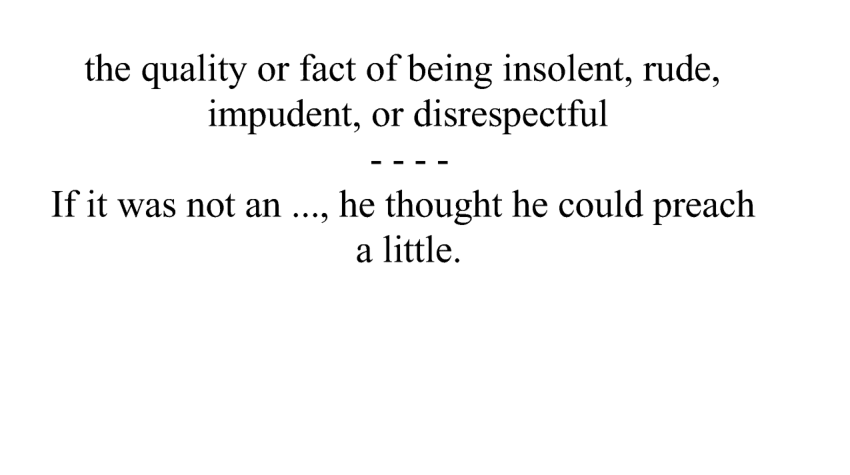 the quality or fact of being insolent, rude,
impudent, or disrespectful
- - - -
If it was not an ..., he thought he could preach
a little.